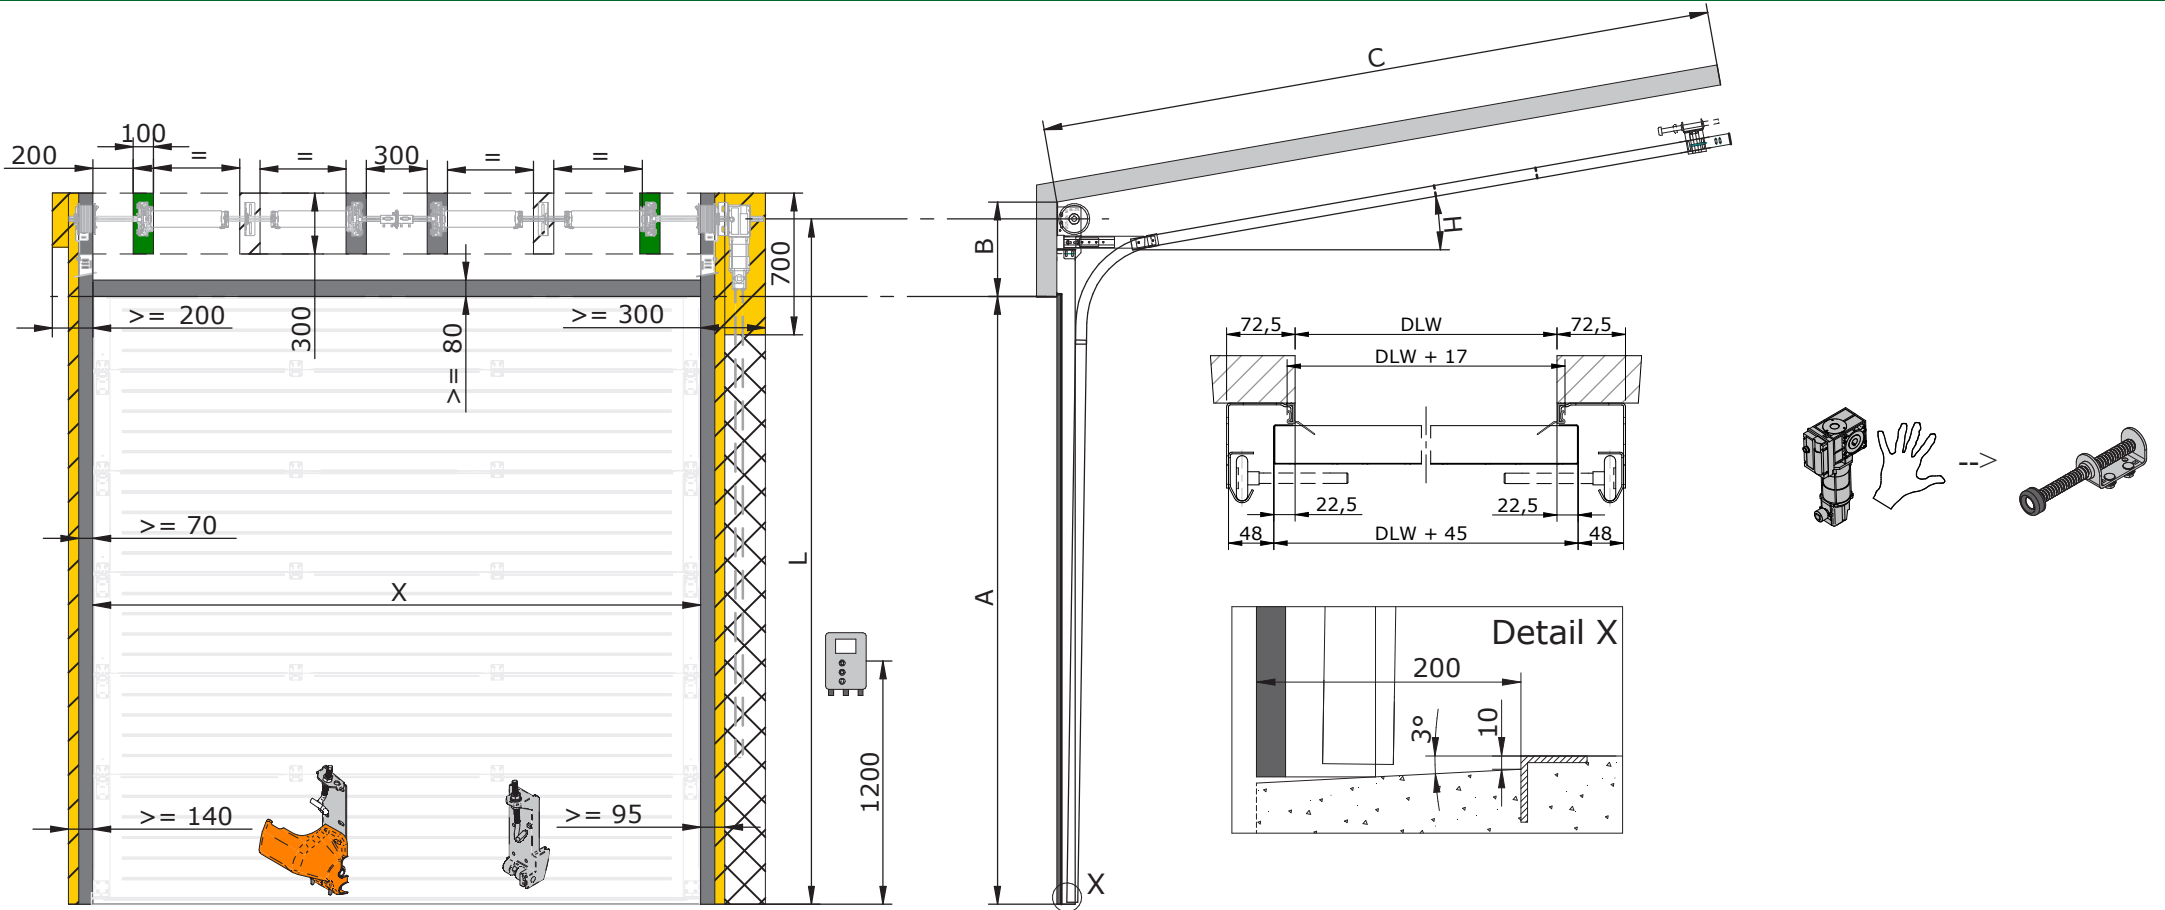 C
100
200
=
=
300
=
=
B
H
700
>= 200
300
>= 80
>= 300
72,5
DLW
72,5
DLW + 17
-->
22,5
22,5
48
DLW + 45
48
>= 70
X
L
A
Detail X
200
3°
10
1200
>= 140
>= 95
X